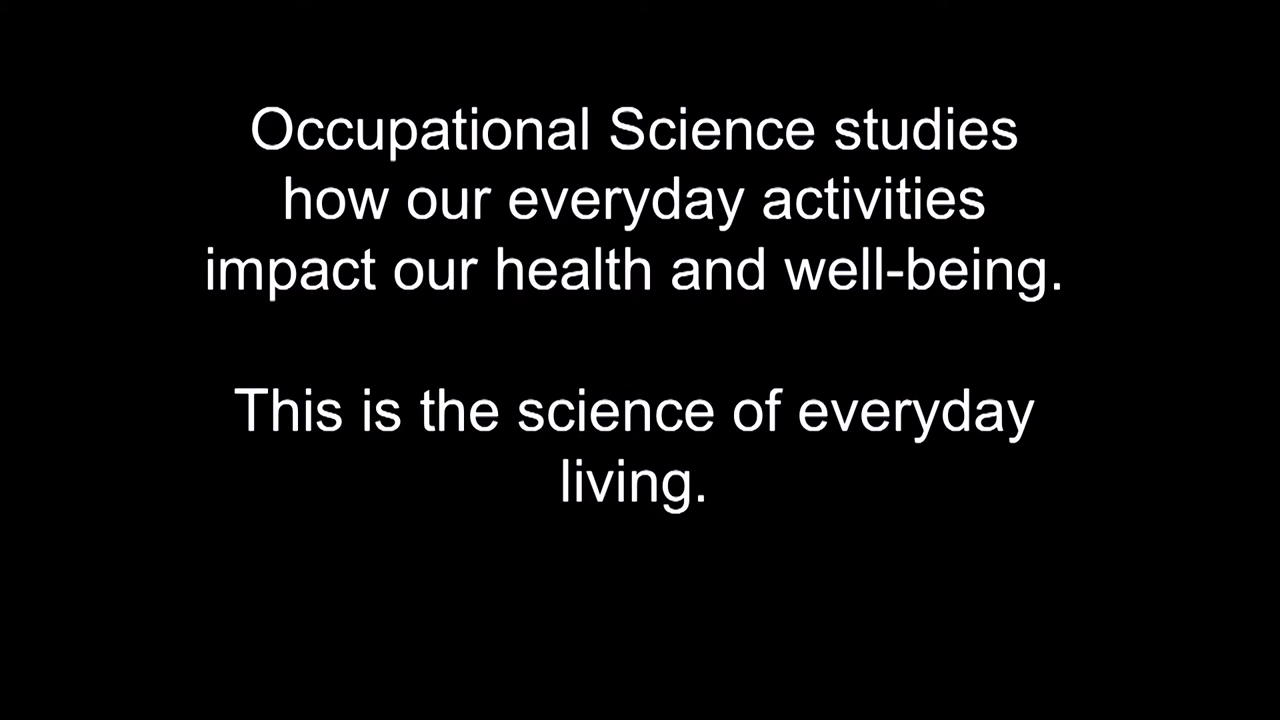 Occupational Science studies
how our everyday activities
impact our health and well-being.
This is the science of everyday
living.